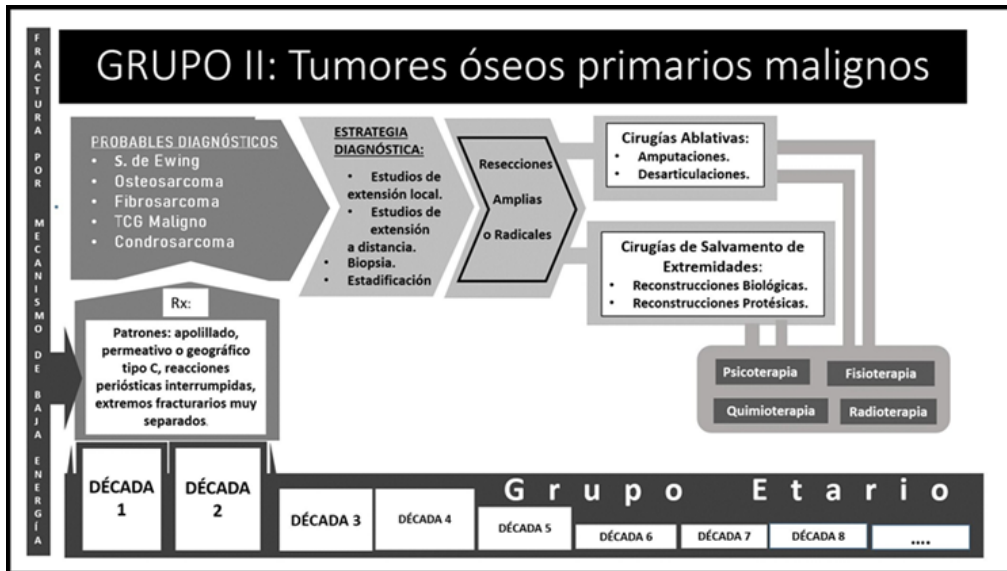 FRACTURA POR MECANISMO DE BAJA ENERGÍA
GRUPO II: Tumores óseos primarios malignos
PROBABLES DIAGNÓSTICOS
• S. de Ewing
• Osteosarcoma
• Fibrosarcoma
• TCG Maligno
• Condrosarcoma
ESTRATEGIA
DIAGNÓSTICA:
• Estudios de
extensión local.
• Estudios de
extensión
a distancia.
• Biopsia.
• Estadificación
Resecciones
Amplias
o Radicales
Cirugías Ablativas:
• Amputaciones.
• Desarticulaciones.
Cirugías de Salvamento de
Extremidades:
• Reconstrucciones Biológicas.
• Reconstrucciones Protésicas.
Psicoterapia
Fisioterapia
Quimioterapia
Radioterapia
Rx:
Patrones: apolillado,
permeativo o geográfico
tipo C, reacciones
periósticas interrumpidas,
extremos fracturarios muy
separados.
Grupo Etario
DÉCADA
1
DÉCADA
2
DÉCADA 3
DÉCADA 4
DÉCADA 5
DÉCADA 6
DÉCADA 7
DÉCADA 8
....